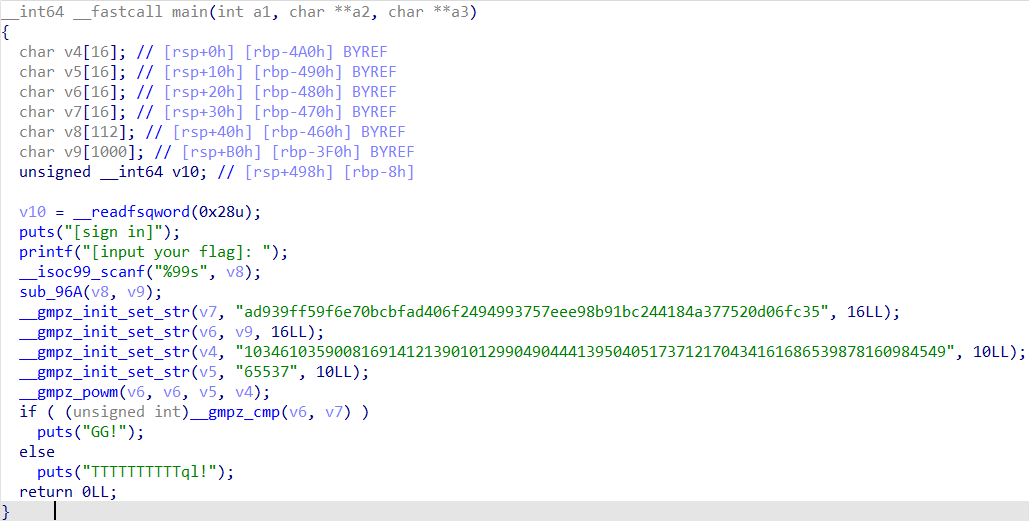 __int64 __fastcall main(int a1, char **a2, char **a3)
{
  char v4[16]; // [rsp+0h] [rbp-4A0h] BYREF
  char v5[16]; // [rsp+10h] [rbp-490h] BYREF
  char v6[16]; // [rsp+20h] [rbp-480h] BYREF
  char v7[16]; // [rsp+30h] [rbp-470h] BYREF
  char v8[112]; // [rsp+40h] [rbp-460h] BYREF
  char v9[1000]; // [rsp+B0h] [rbp-3F0h] BYREF
  unsigned __int64 v10; // [rsp+498h] [rbp-8h]

  v10 = __readfsqword(0x28u);
  puts("[sign in]");
  printf("[input your flag]: ");
  __isoc99_scanf("%99s", v8);
  sub_96A(v8, v9);
  __gmpz_init_set_str(v7, "ad939ff59f6e70bcbfad406f2494993757eee98b91bc244184a377520d06fc35", 16LL);
  __gmpz_init_set_str(v6, v9, 16LL);
  __gmpz_init_set_str(v4, "103461035900816914121390101299049044413950405173712170434161686539878160984549", 10LL);
  __gmpz_init_set_str(v5, "65537", 10LL);
  __gmpz_powm(v6, v6, v5, v4);
  if ( (unsigned int)__gmpz_cmp(v6, v7) )
    puts("GG!");
  else
    puts("TTTTTTTTTTql!");
  return 0LL;
}